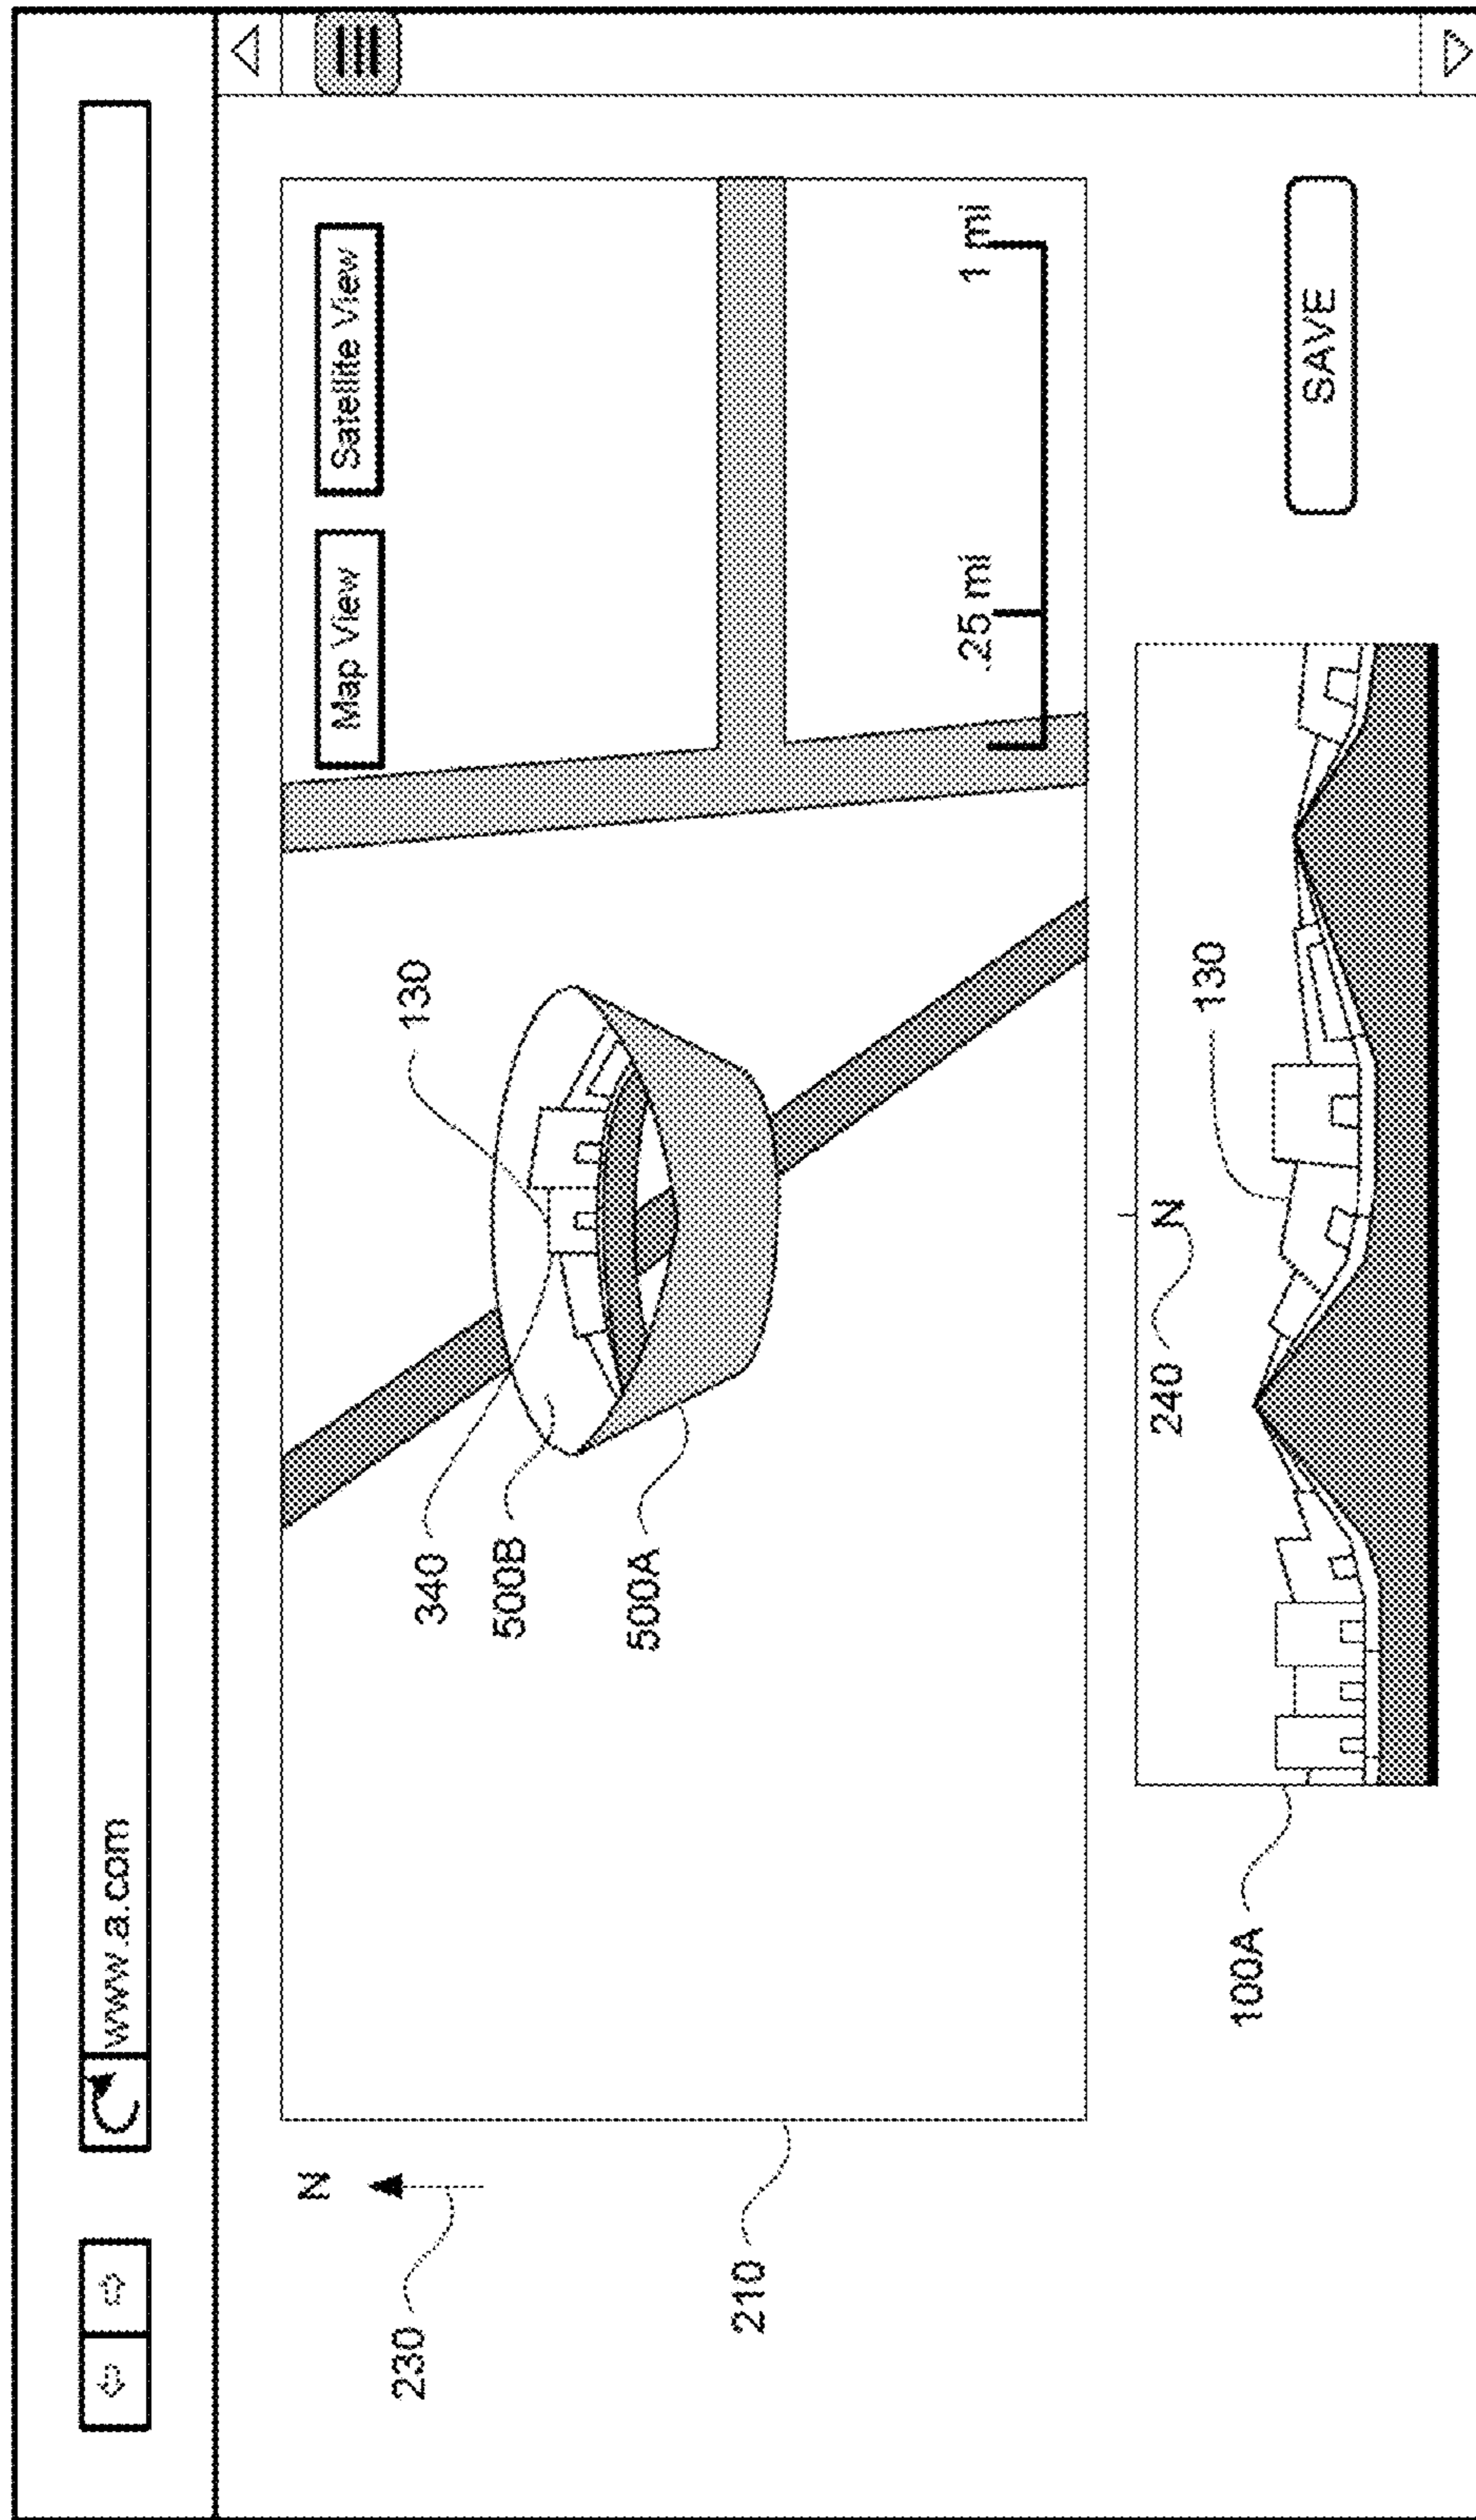 www.a.com
N
230
210
Map View
Satellite View
340
130
500B
500A
.25 mi
1 mi
240
N
130
100A
SAVE